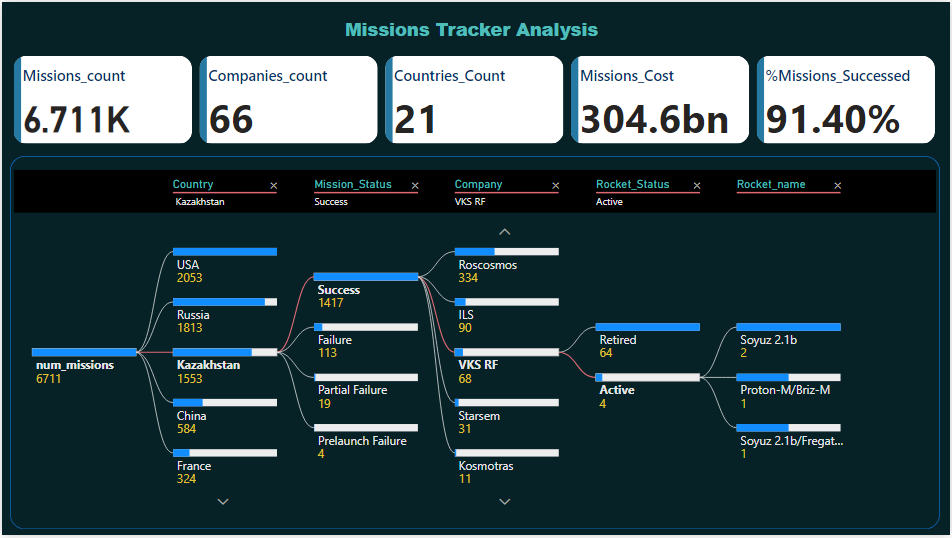 Missions Tracker Analysis
Missions_count
6.711K
Companies_count
66
Countries_Count
21
Missions_Cost
304.6bn
%Missions_Successed
91.40%
Country
Kazakhstan
Mission_Status
Success
Company
VKS RF
Rocket_Status
Active
Rocket_name
num_missions
6711
USA
2053
Russia
1813
Kazakhstan
1553
China
584
France
324
Success
1417
Failure
113
Partial Failure
19
Prelaunch Failure
4
Roscosmos
334
ILS
90
VKS RF
68
Starsem
31
Kosmotras
11
Retired
64
Active
4
Soyuz 2.1b
2
Proton-M/Briz-M
1
Soyuz 2.1b/Fregat...
1